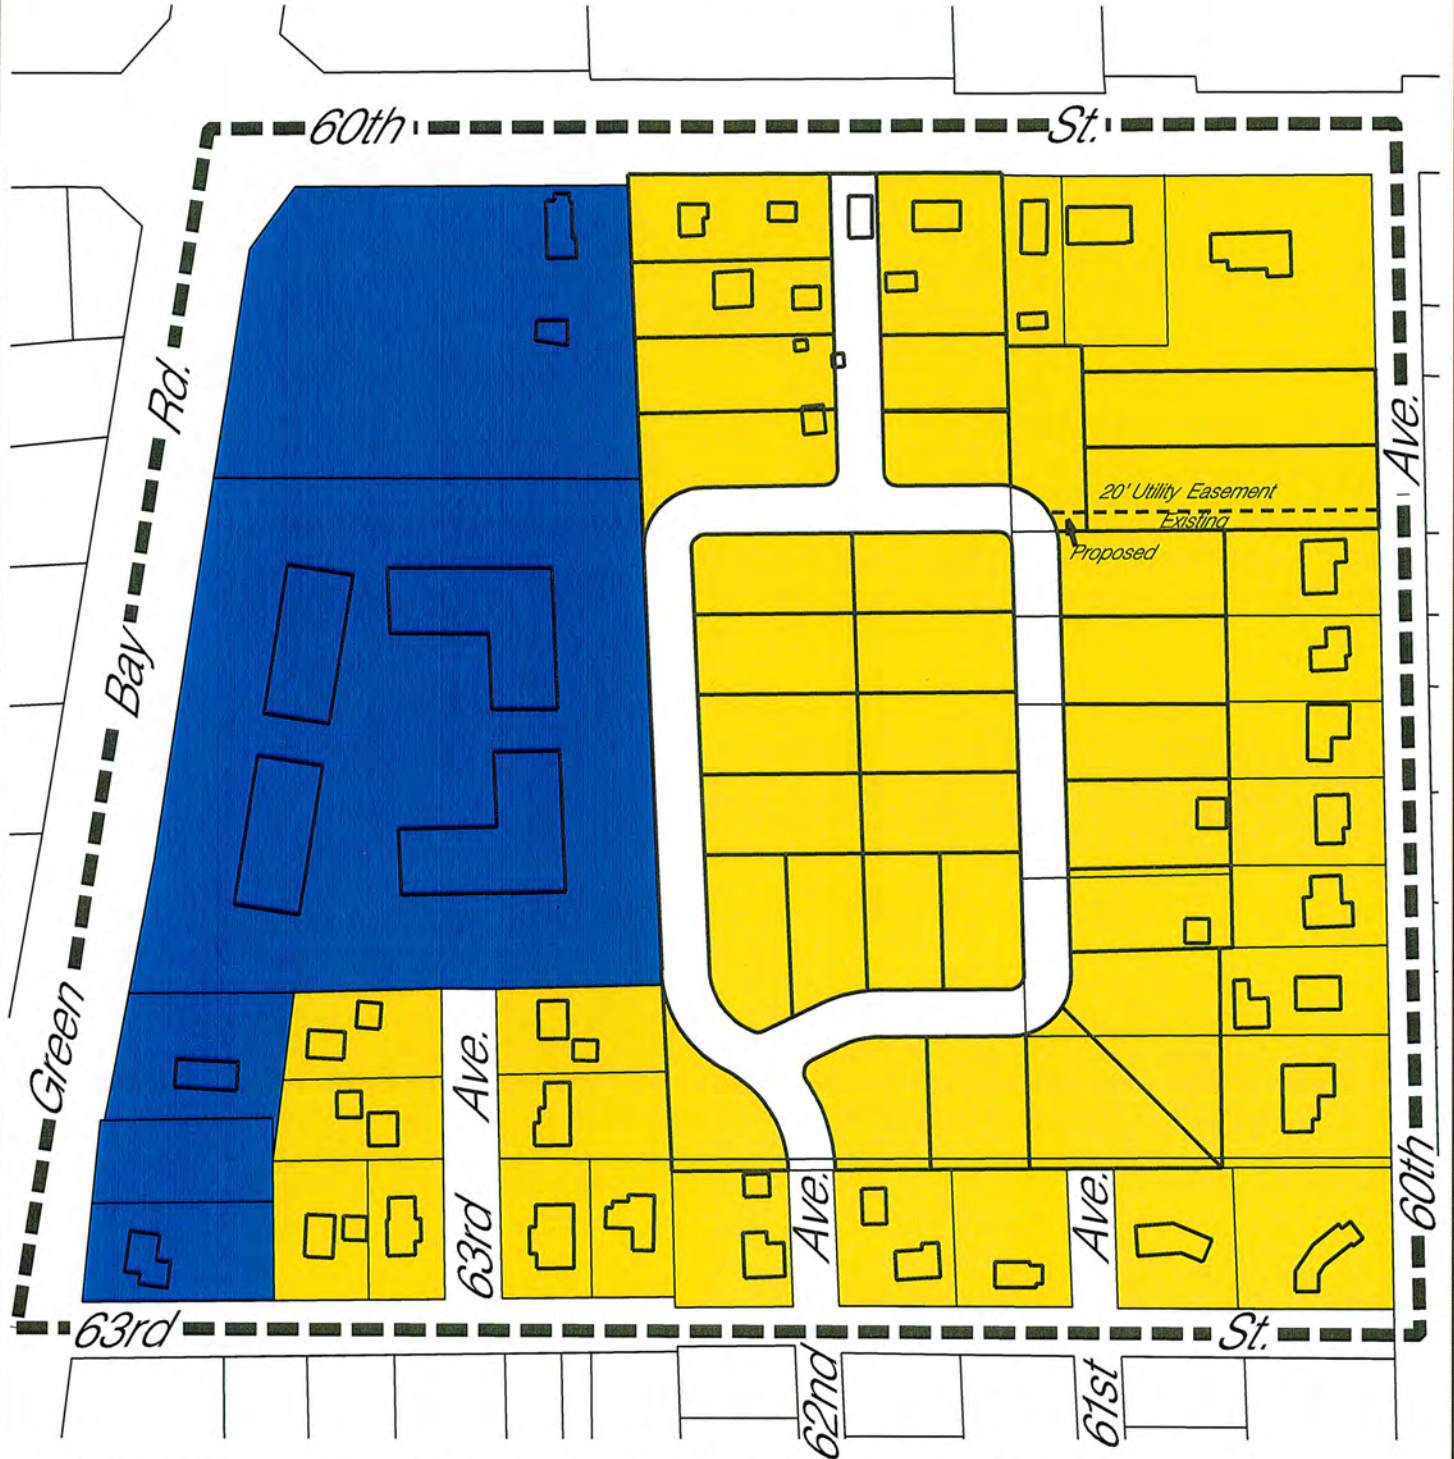 60th St.
Green Bay Rd.
60th Ave.
20' Utility Easement
Existing
Proposed
63rd Ave.
Ave.
Ave.
63rd St.
62nd
61st